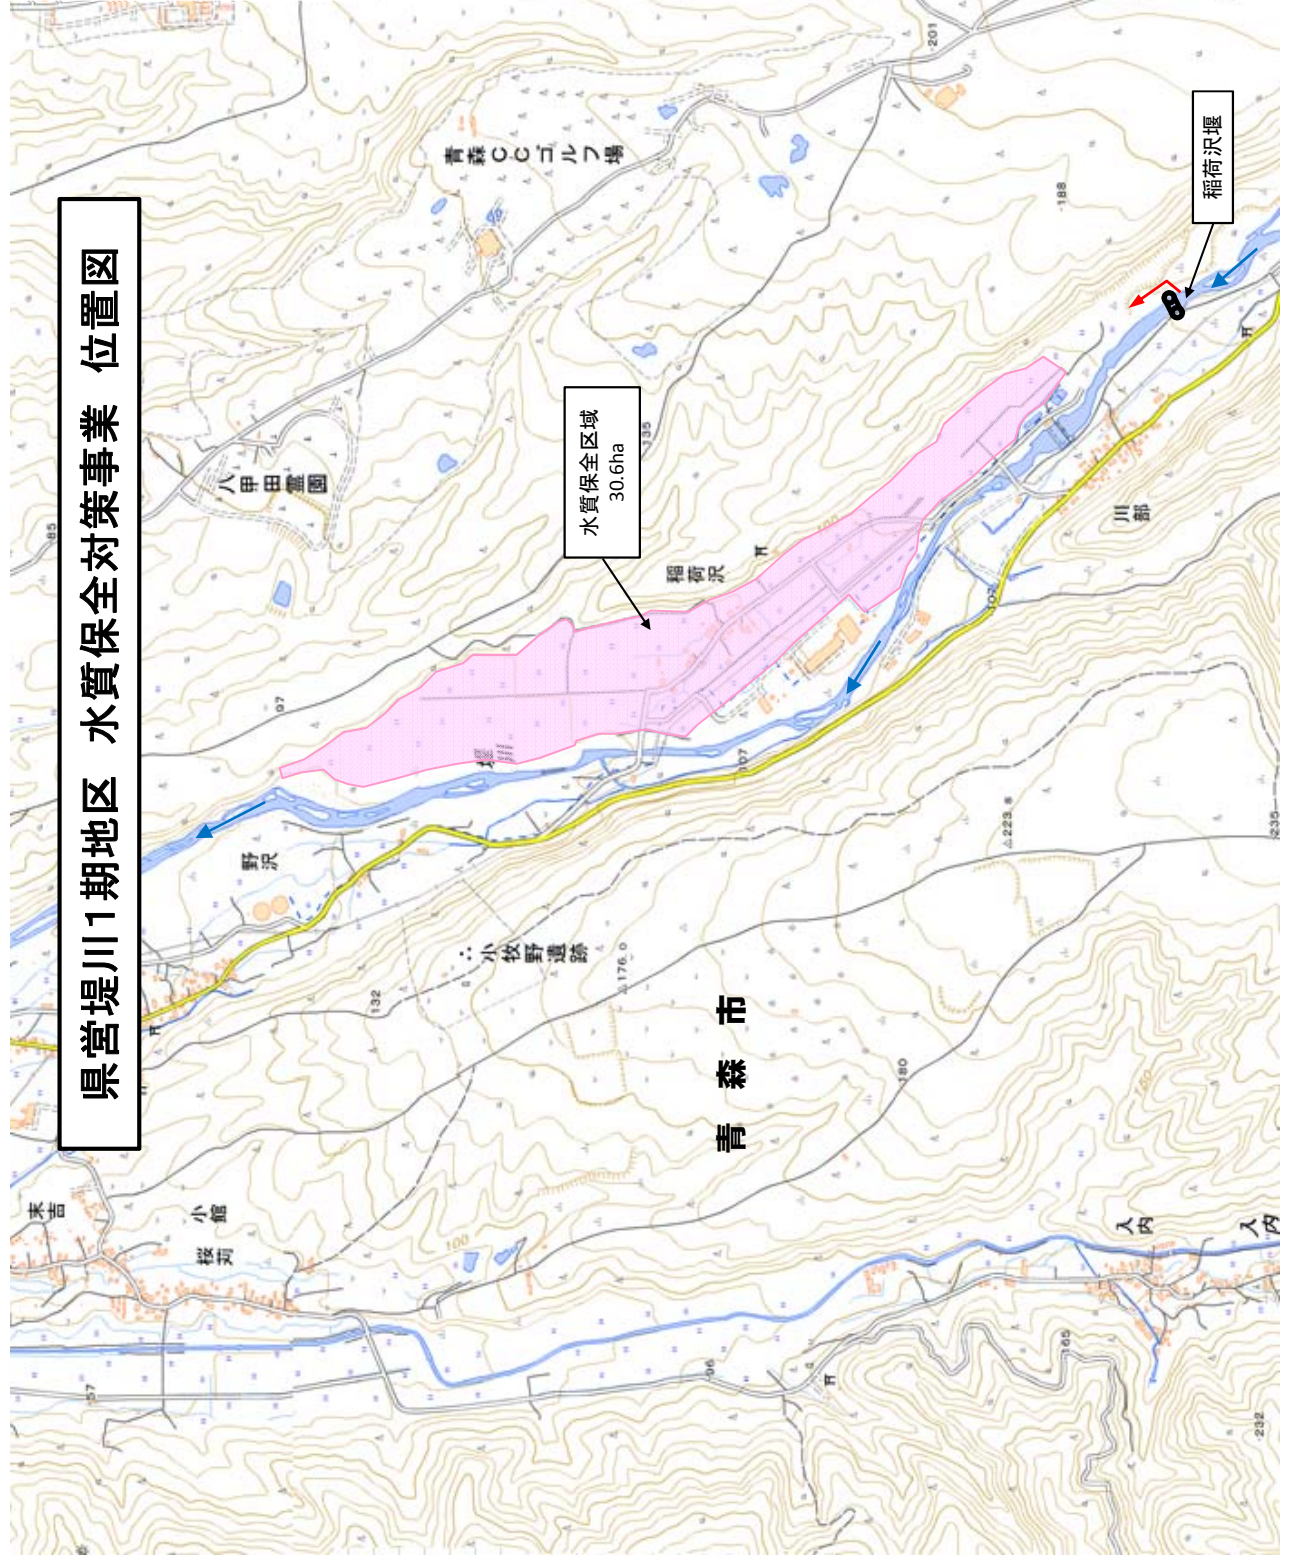 県営堤川1期地区 水質保全対策事業 位置図
末吉
小館
桜苅
57
85
八甲田霊園
97
野沢
132
100
青森CCゴルフ場
水質保全区域
30.6ha
135
稲荷沢
堤川
小牧野遺跡
176.0
青森市
96
107
201
188
稲荷沢堰
川部
107
223.8
180
150
235
入内
入内
165
232